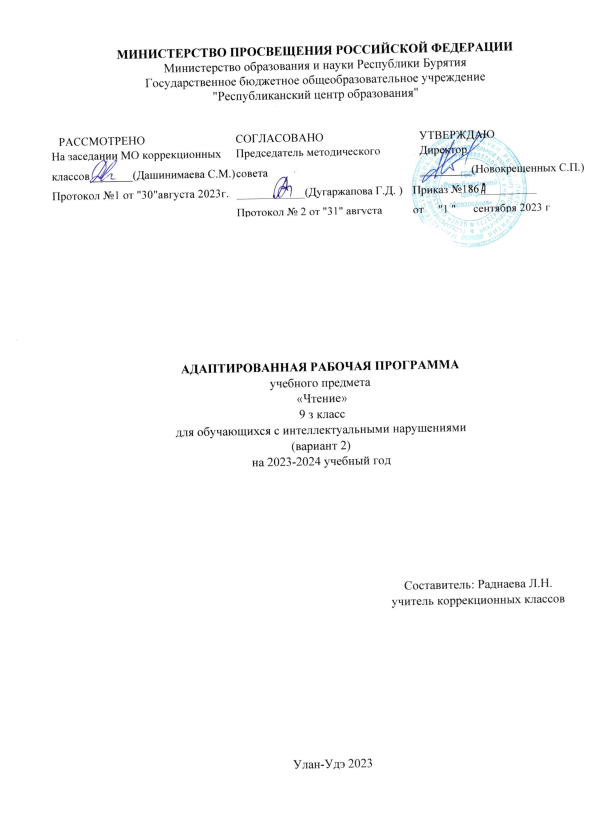 МИНИСТЕРСТВО ПРОСВЕЩЕНИЯ РОССИЙСКОЙ ФЕДЕРАЦИИ
Министерство образования и науки Республики Бурятия
Государственное бюджетное общеобразовательное учреждение
"Республиканский центр образования"
РАССМОТРЕНО
На заседании МО коррекционных
классов_______(Дашинимаева С.М.)
Протокол №1 от "30"августа 2023г.
СОГЛАСОВАНО
Председатель методического
совета
___________(Дугаржапова Г.Д. )
Протокол № 2 от "31" августа
УТВЕРЖДАЮ
Директор
_________(Новокрещенных С.П.)
Приказ №186
от "1 " сентября 2023 г
АДАПТИРОВАННАЯ РАБОЧАЯ ПРОГРАММА
учебного предмета
«Чтение»
9 з класс
для обучающихся с интеллектуальными нарушениями
(вариант 2)
на 2023-2024 учебный год
Составитель: Раднаева Л.Н.
учитель коррекционных классов
Улан-Удэ 2023